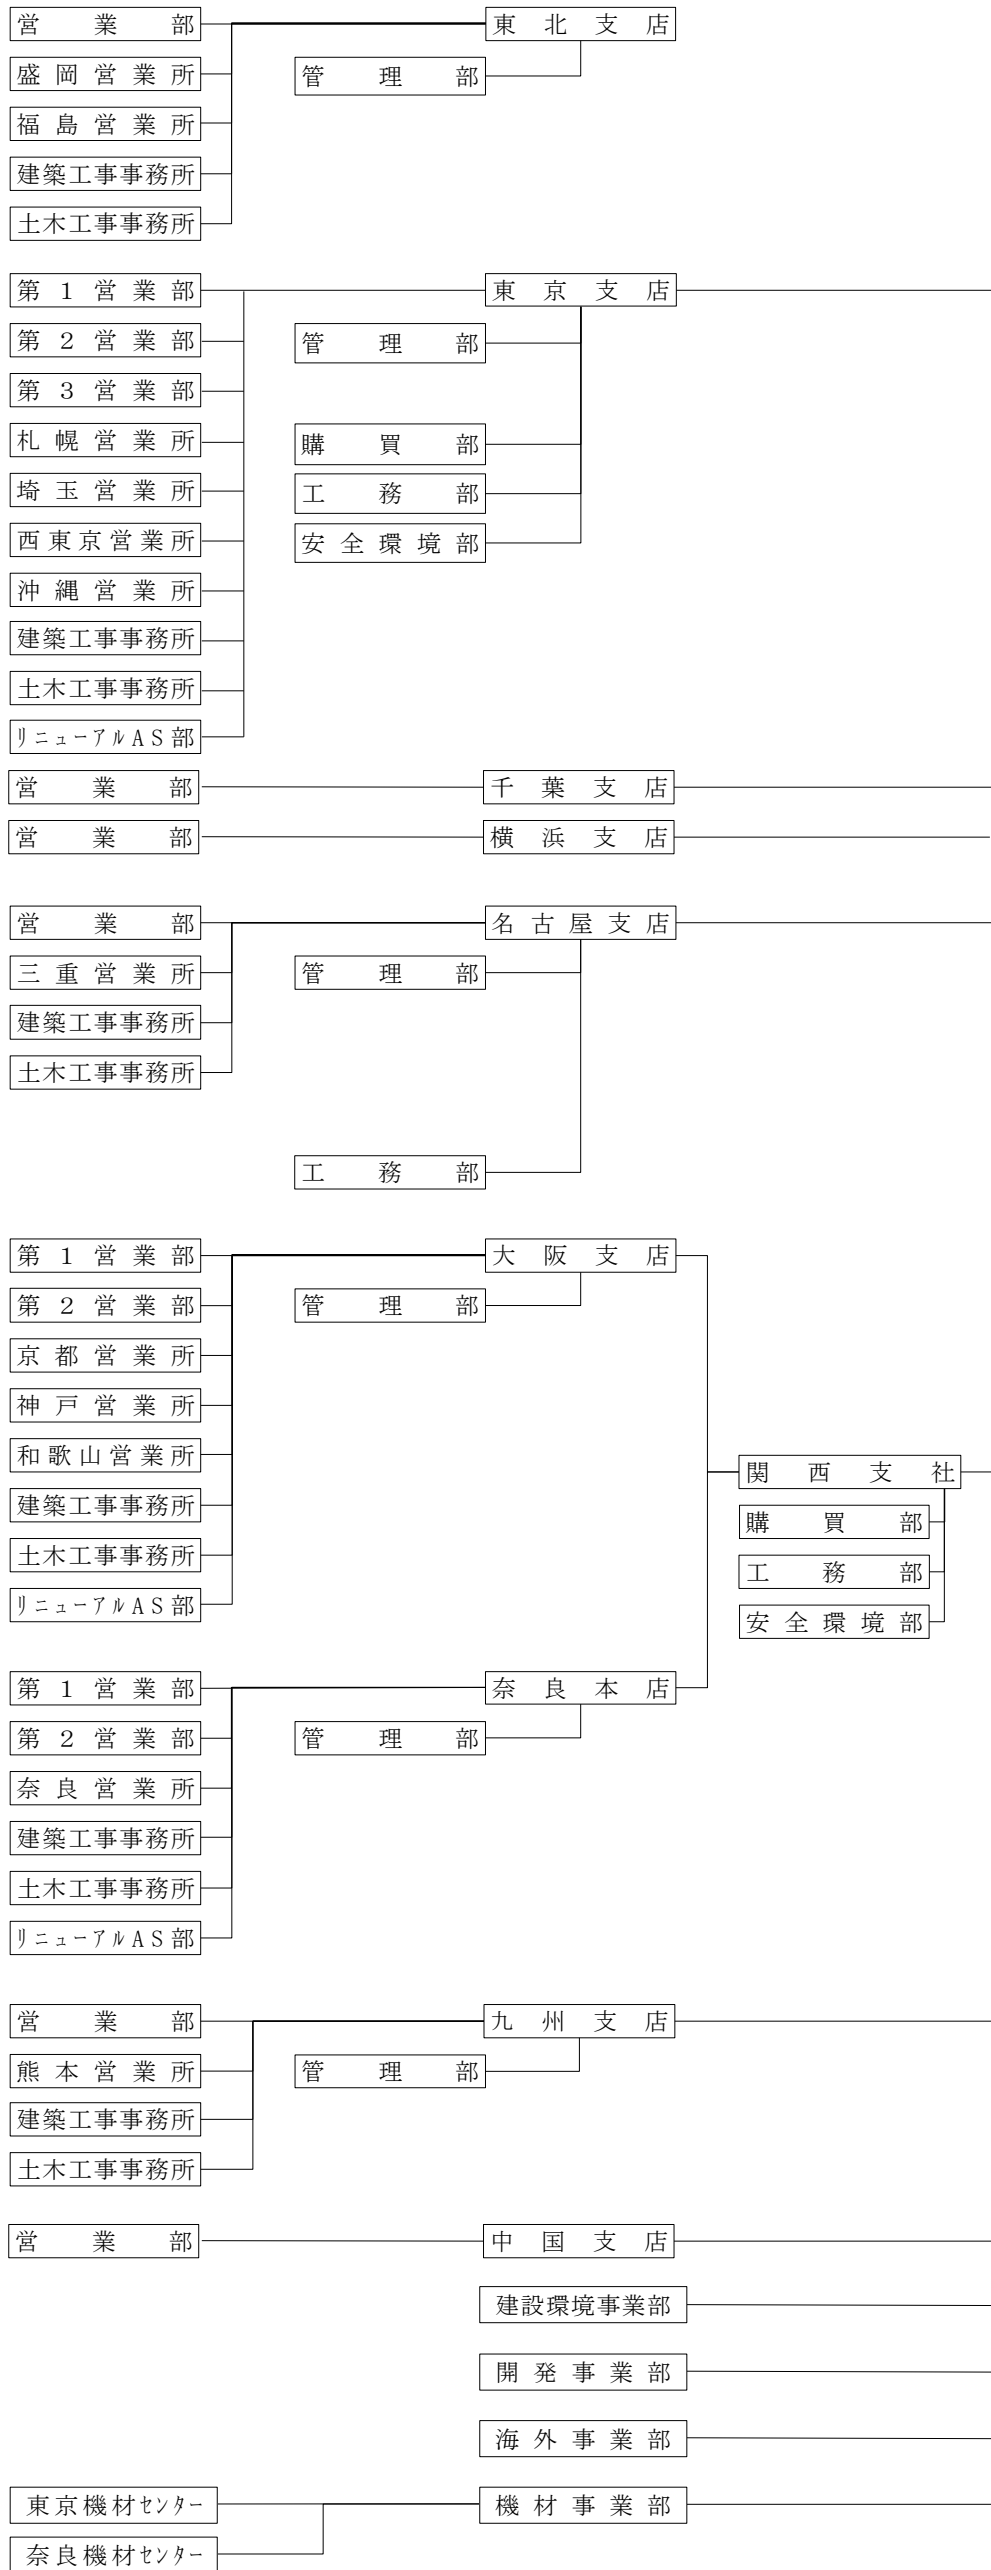 営業部 東北支店
盛岡営業所 管理部
福島営業所
建築工事事務所
土木工事事務所
第1営業部 東京支店
第2営業部 管理部
第3営業部
札幌営業所 購買部
埼玉営業所 工務部
西東京営業所 安全環境部
沖縄営業所
建築工事事務所
土木工事事務所
リニューアルAS部
営業部 千葉支店
営業部 横浜支店
営業部 名古屋支店
三重営業所 管理部
建築工事事務所
土木工事事務所
工務部
第1営業部 大阪支店
第2営業部 管理部
京都営業所
神戸営業所
和歌山営業所 関西支社
建築工事事務所 購買部
土木工事事務所 工務部
リニューアルAS部 安全環境部
第1営業部 奈良本店
第2営業部 管理部
奈良営業所
建築工事事務所
土木工事事務所
リニューアルAS部
営業部 九州支店
熊本営業所 管理部
建築工事事務所
土木工事事務所
営業部 中国支店
建設環境事業部
開発事業部
海外事業部
東京機材センター 機材事業部
奈良機材センター